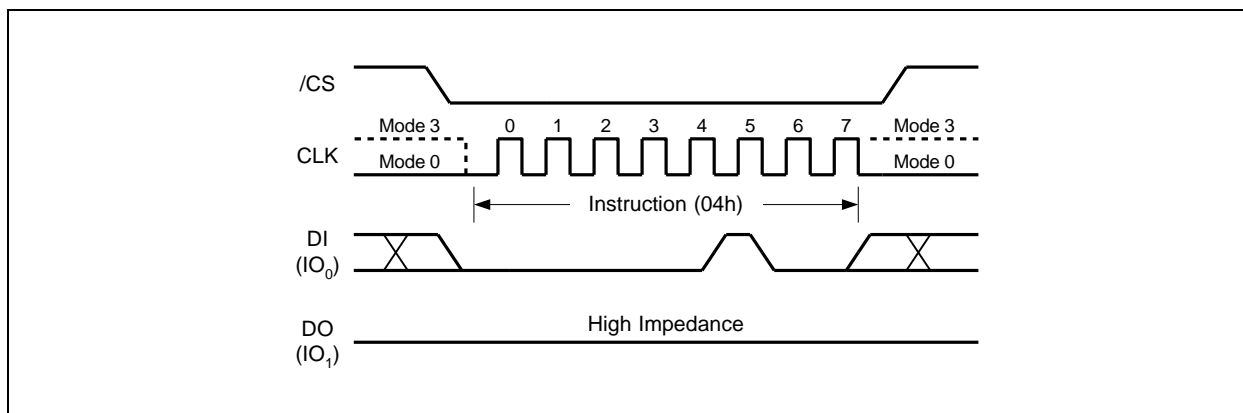 /CS
Mode 3 0 1 2 3 4 5 6 7 Mode 3
CLK
Mode 0 Mode 0
Instruction (04h)
DI
(IO0)
High Impedance
DO
(IO1)